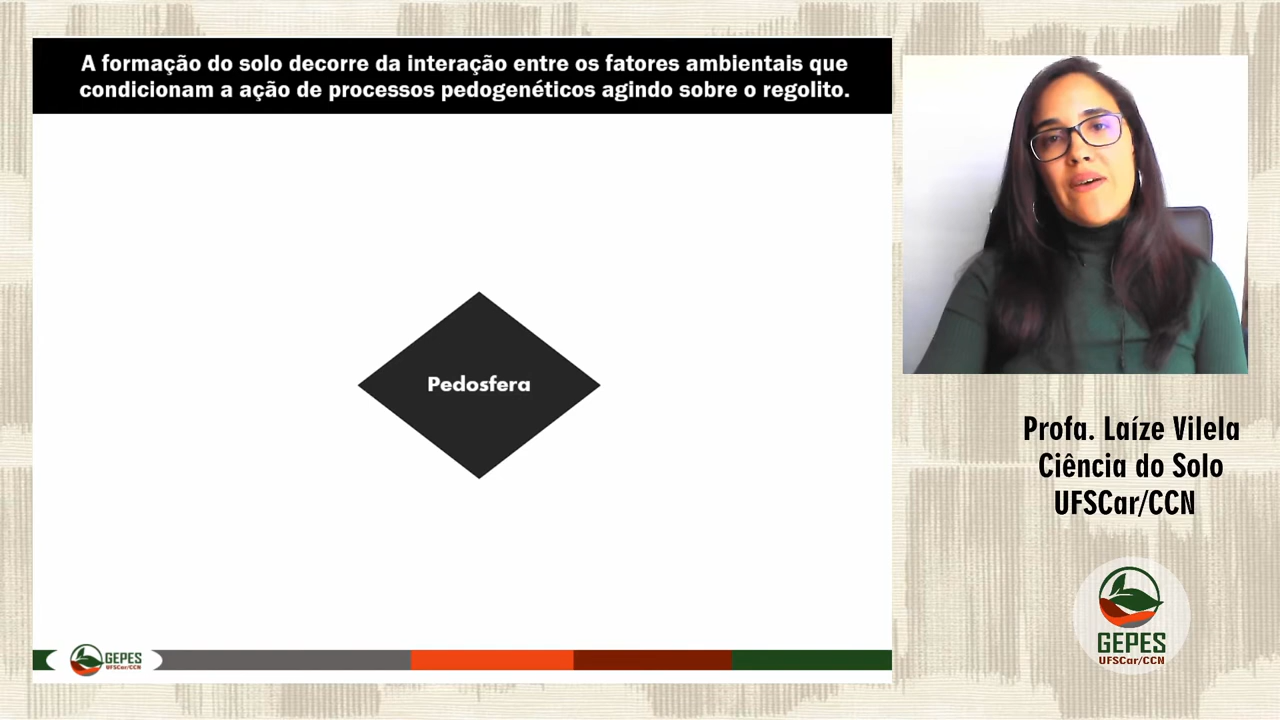 A formação do solo decorre da interação entre os fatores ambientais que
condicionam a ação de processos pedogenéticos agindo sobre o regolito.
Pedosfera
Profa. Laíze Vilela
Ciência do Solo
UFSCar/CCN
GEPES
UFSCar/CCN
GEPES
UFSCar/CCN